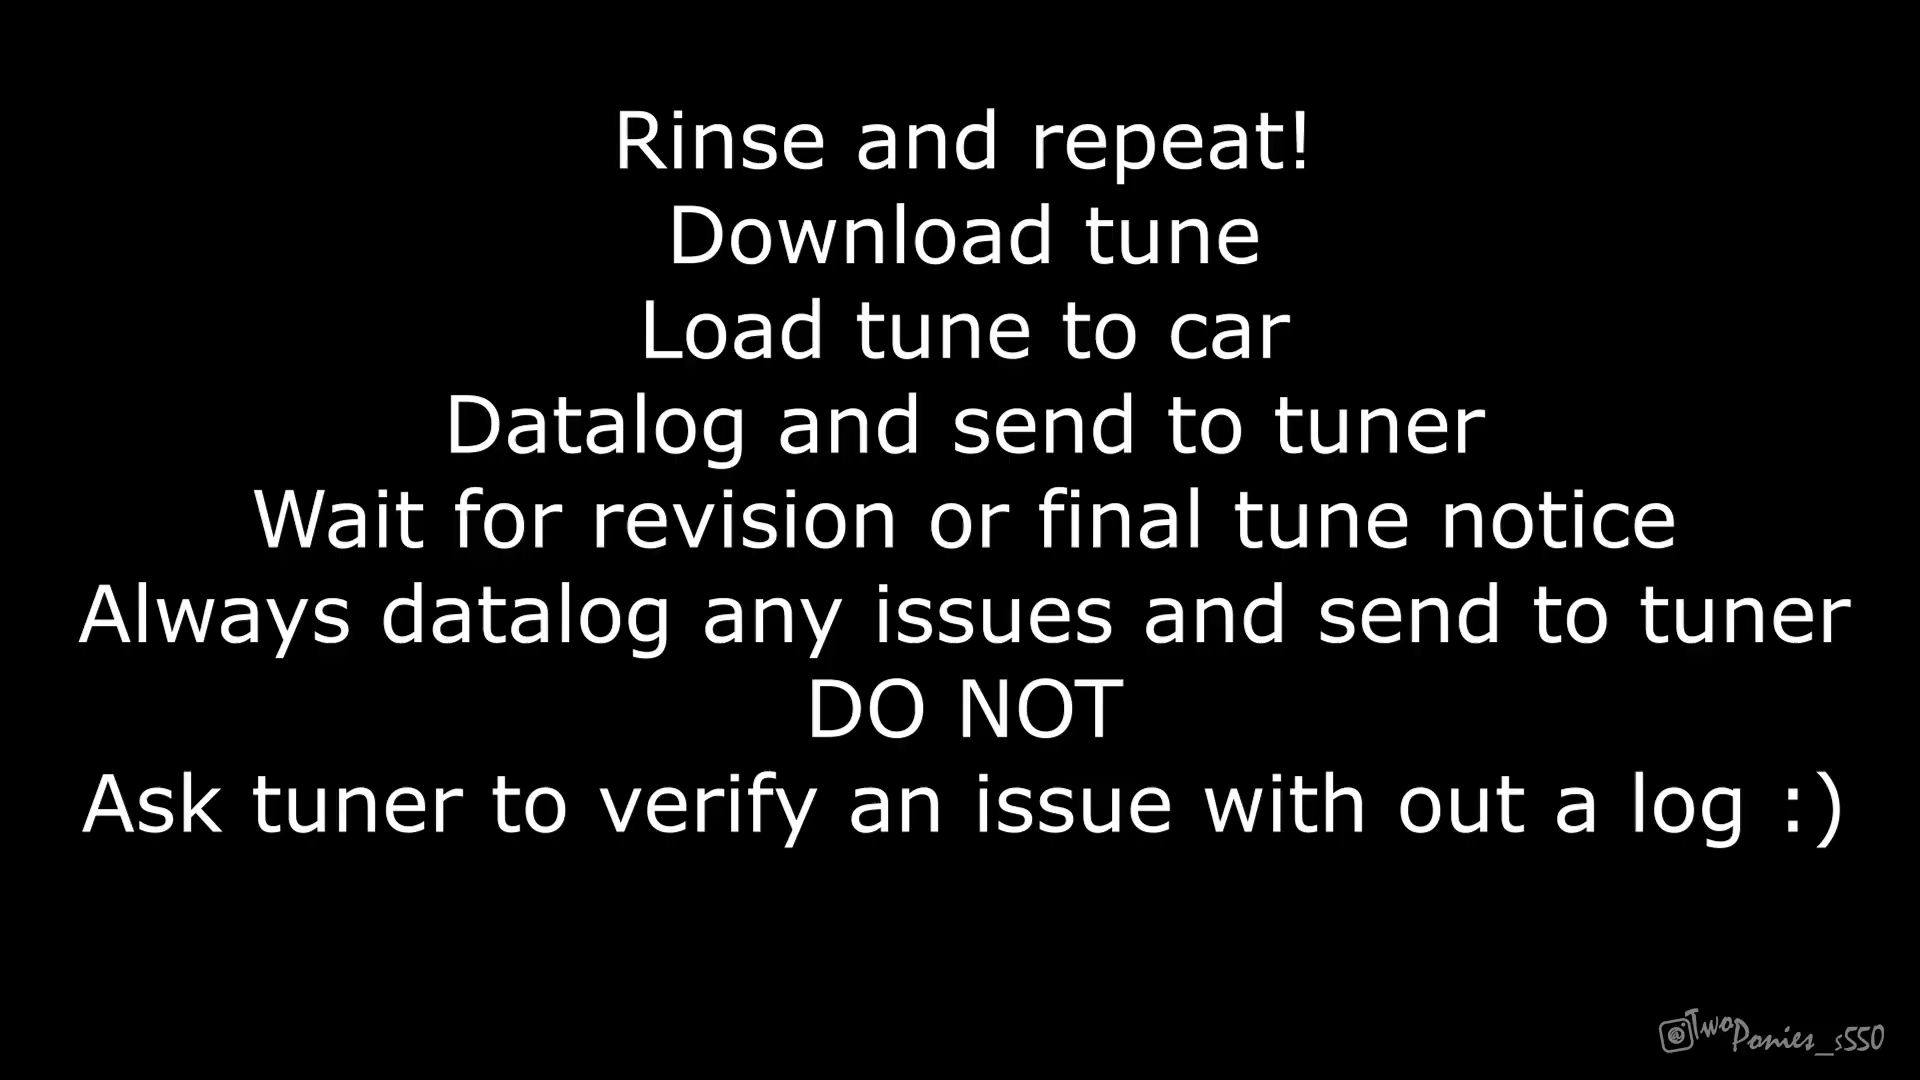 Rinse and repeat!
Download tune
Load tune to car
Datalog and send to tuner
Wait for revision or final tune notice
Always datalog any issues and send to tuner
DO NOT
Ask tuner to verify an issue with out a log :)
@TwoPonies_s550